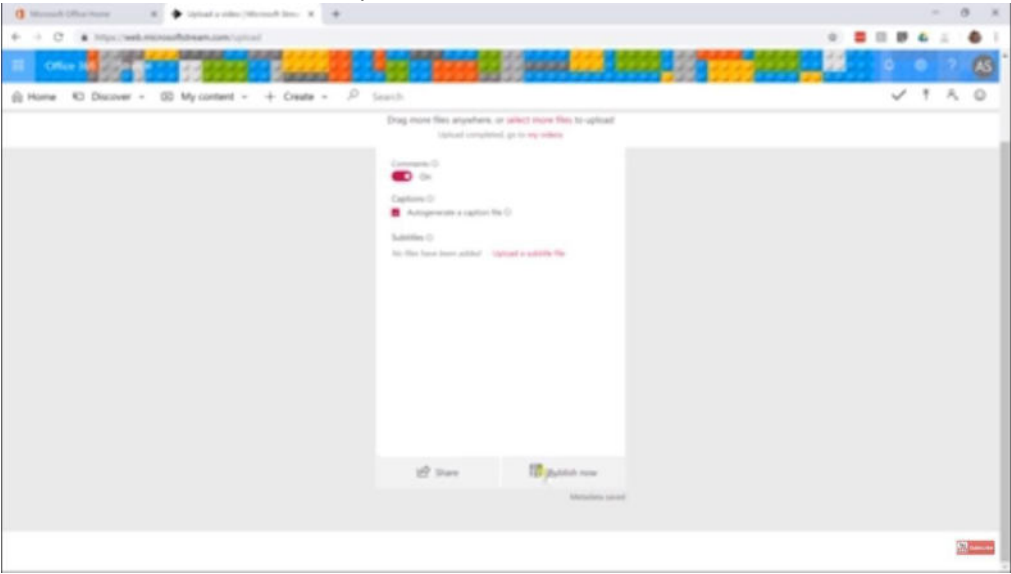 Microsoft Office Home
Upload a video | Microsoft Stre
https://web.microsoftstream.com/upload
Office
AS
Home Discover My content + Create Search
Drag more files anywhere, or select more files to upload
Upload completed, go to my videos
Comments
On
Captions
Autogenerate a caption file
Subtitles
No files have been added Upload a subtitle file
Share Publish now
Metadata saved